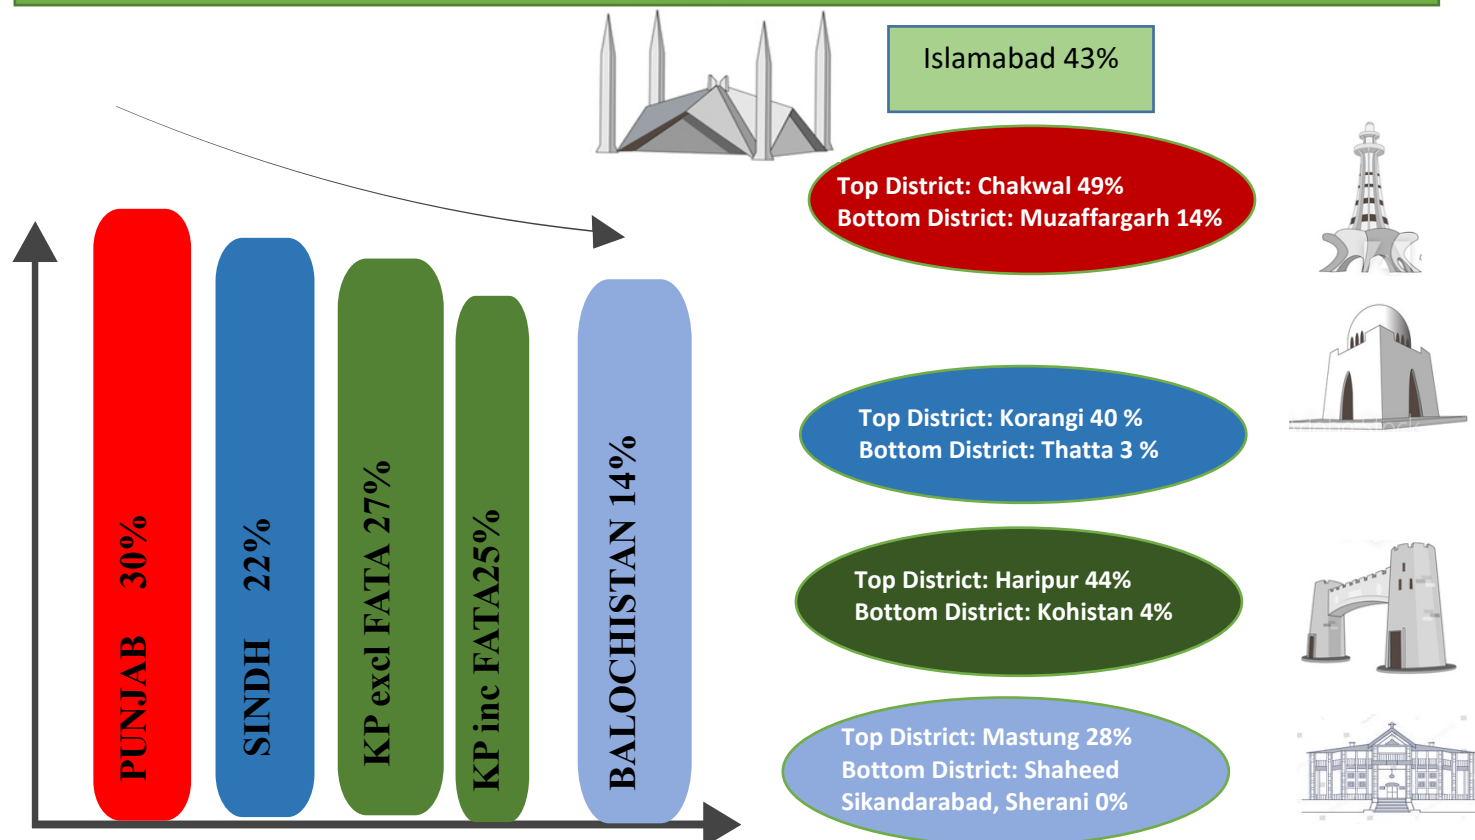 Islamabad 43%
Top District: Chakwal 49%
Bottom District: Muzaffargarh 14%
Top District: Korangi 40 %
Bottom District: Thatta 3 %
Top District: Haripur 44%
Bottom District: Kohistan 4%
Top District: Mastung 28%
Bottom District: Shaheed
Sikandarabad, Sherani 0%
PUNJAB 30%
SINDH 22%
KP excl FATA 27%
KP inc FATA25%
BALOCHISTAN 14%